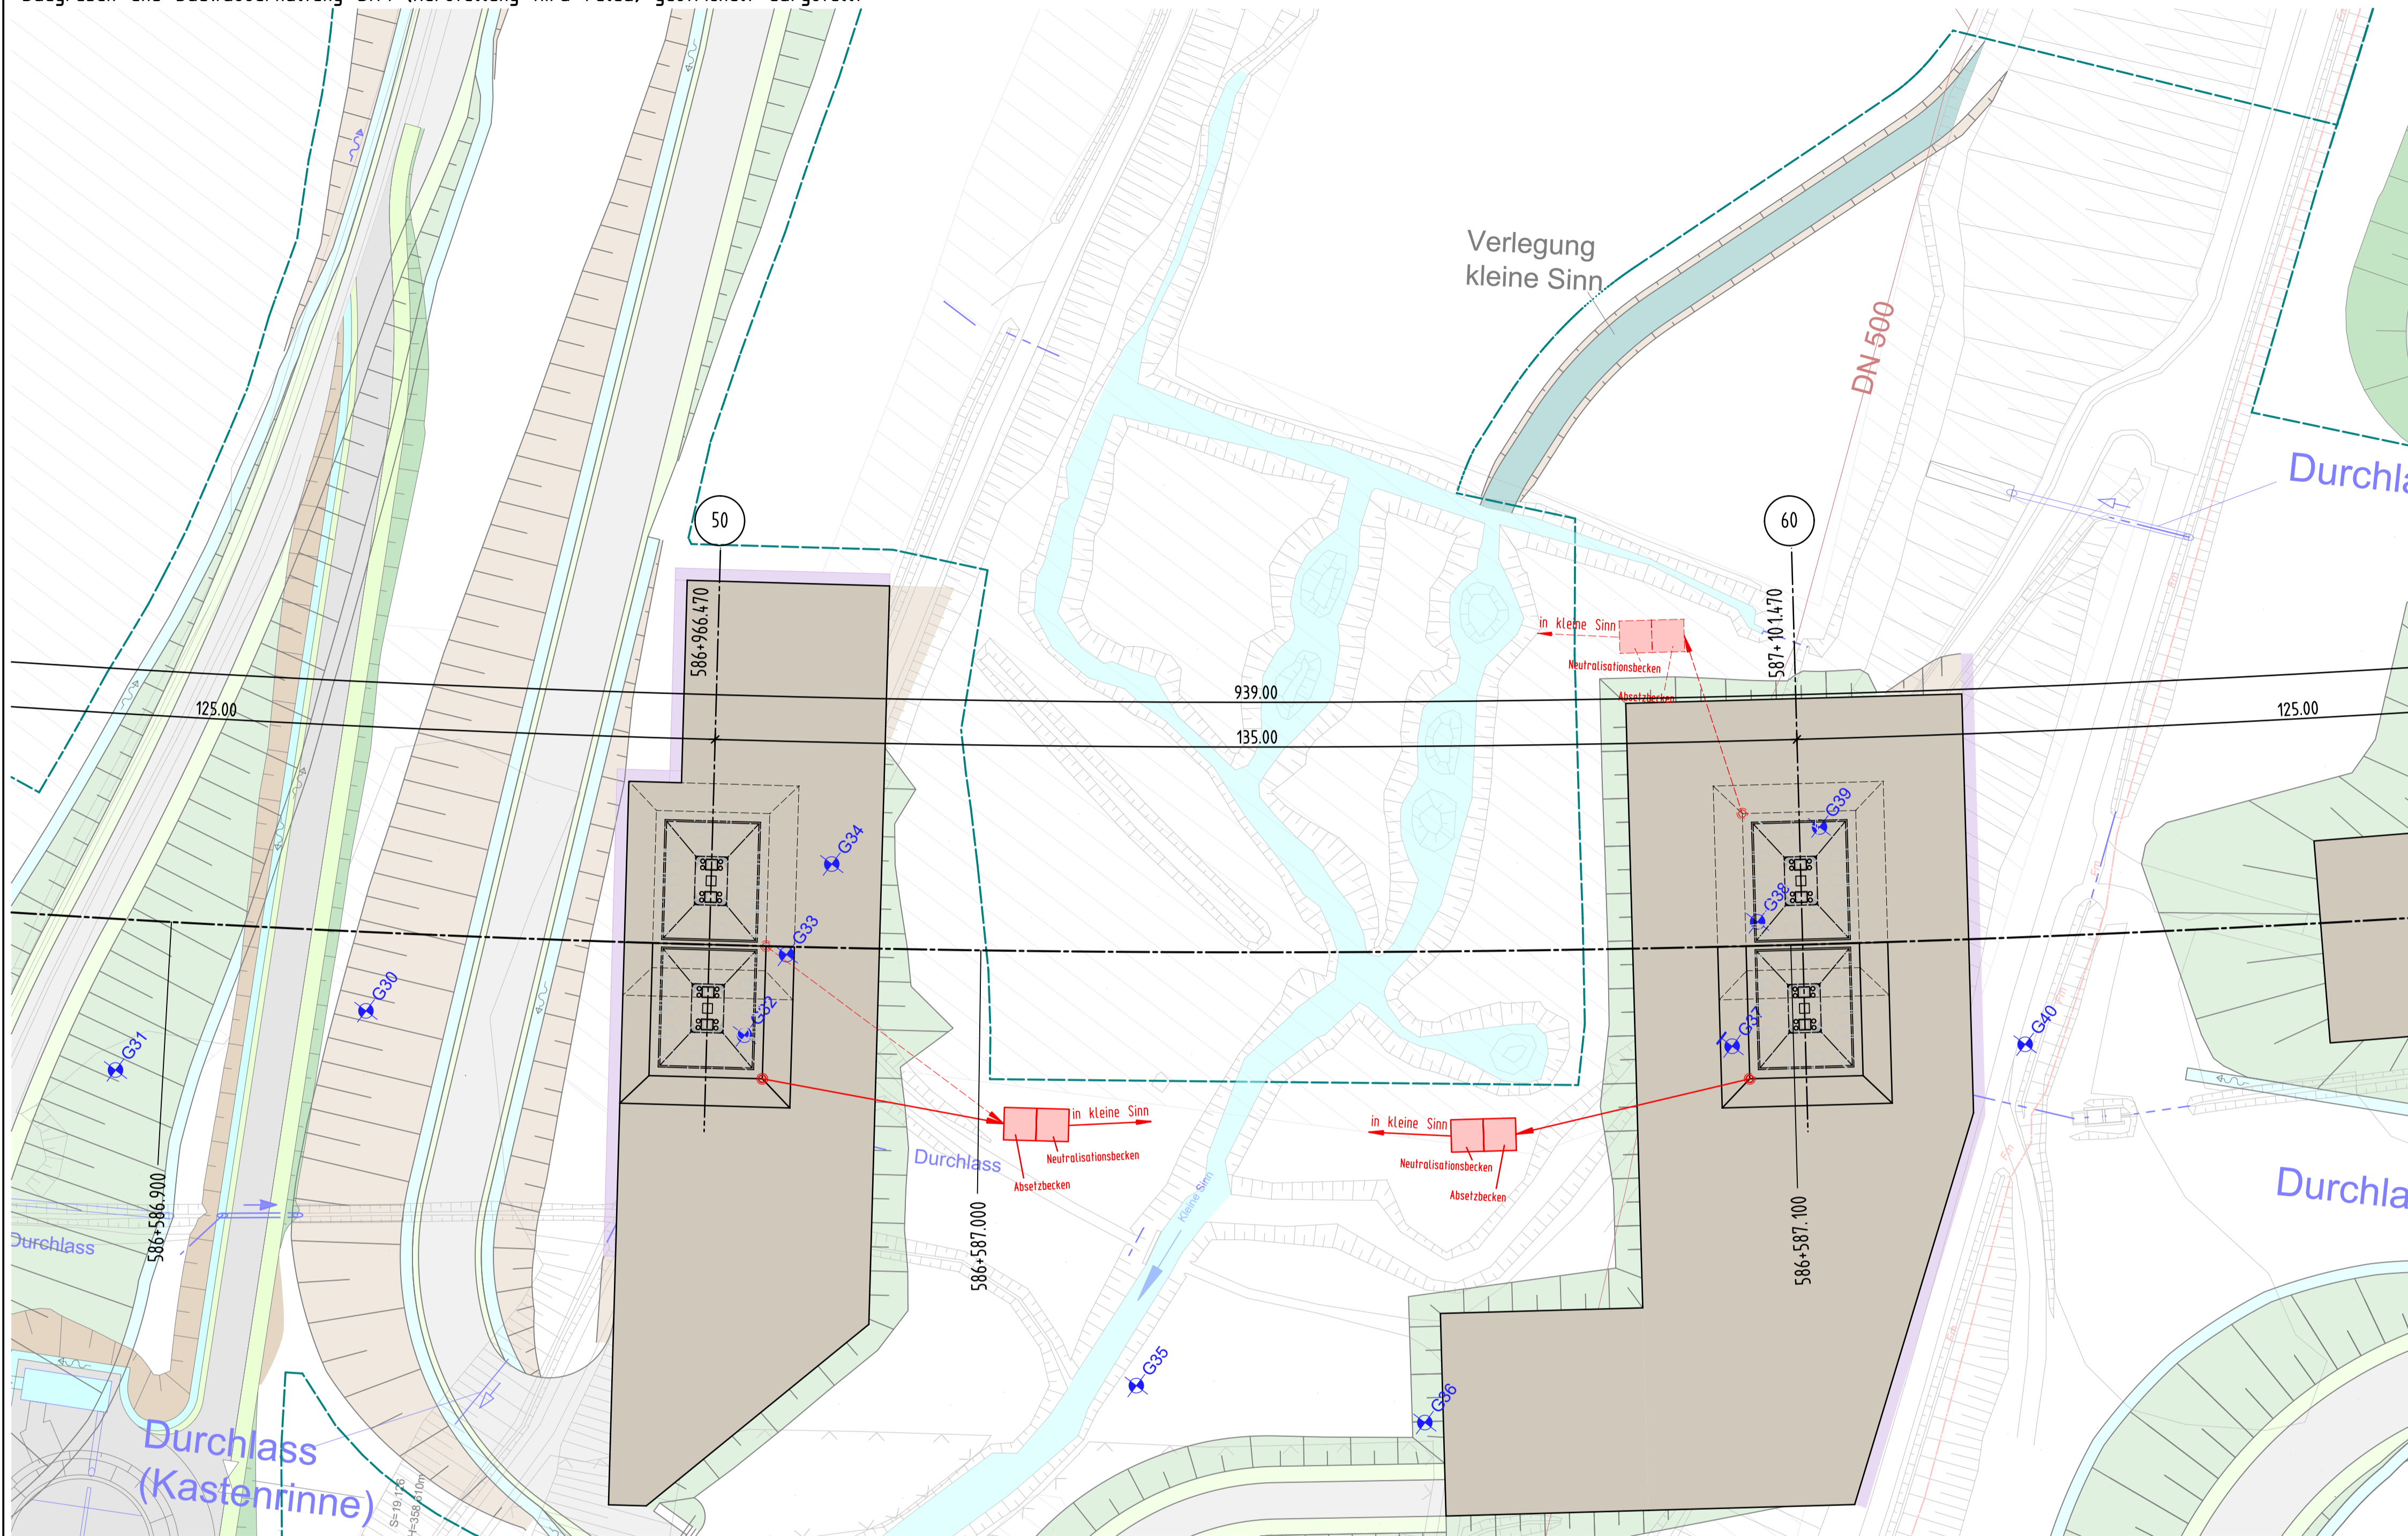 Verlegung
kleine Sinn
DN 500
50
60
586+966.470
587+101.470
in kleine Sinn
Neutralisationsbecken
Absetzbecken
939.00
125.00
135.00
125.00
G39
G34
G38
G33
G32
G37
G30
G31
G40
in kleine Sinn
Neutralisationsbecken
Absetzbecken
in kleine Sinn
Neutralisationsbecken
Absetzbecken
Durchlass
Kleine Sinn
586+586.900
586+587.000
586+587.100
Durchlass
G35
G36
Durchlass
(Kastenrinne)